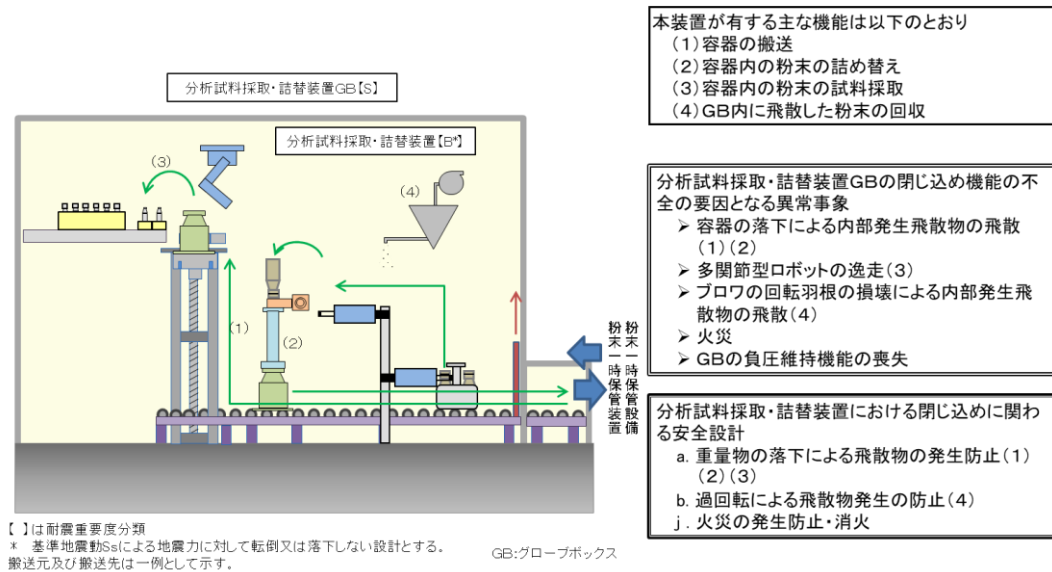 分析試料採取・詰替装置GB【S】
分析試料採取・詰替装置【B*】
(3)
(4)
(1)
(2)
粉末一時保管設備
粉末一時保管装置
【 】は耐震重要度分類
* 基準地震動Ssによる地震力に対して転倒又は落下しない設計とする。
搬送元及び搬送先は一例として示す。
GB:グローブボックス
本装置が有する主な機能は以下のとおり
(1)容器の搬送
(2)容器内の粉末の詰め替え
(3)容器内の粉末の試料採取
(4)GB内に飛散した粉末の回収
分析試料採取・詰替装置GBの閉じ込め機能の不
全の要因となる異常事象
➢ 容器の落下による内部発生飛散物の飛散
(1)(2)
➢ 多関節型ロボットの逸走(3)
➢ ブロワの回転羽根の損壊による内部発生飛
散物の飛散(4)
➢ 火災
➢ GBの負圧維持機能の喪失
分析試料採取・詰替装置における閉じ込めに関わ
る安全設計
a. 重量物の落下による飛散物の発生防止(1)
(2)(3)
b. 過回転による飛散物発生の防止(4)
j. 火災の発生防止・消火